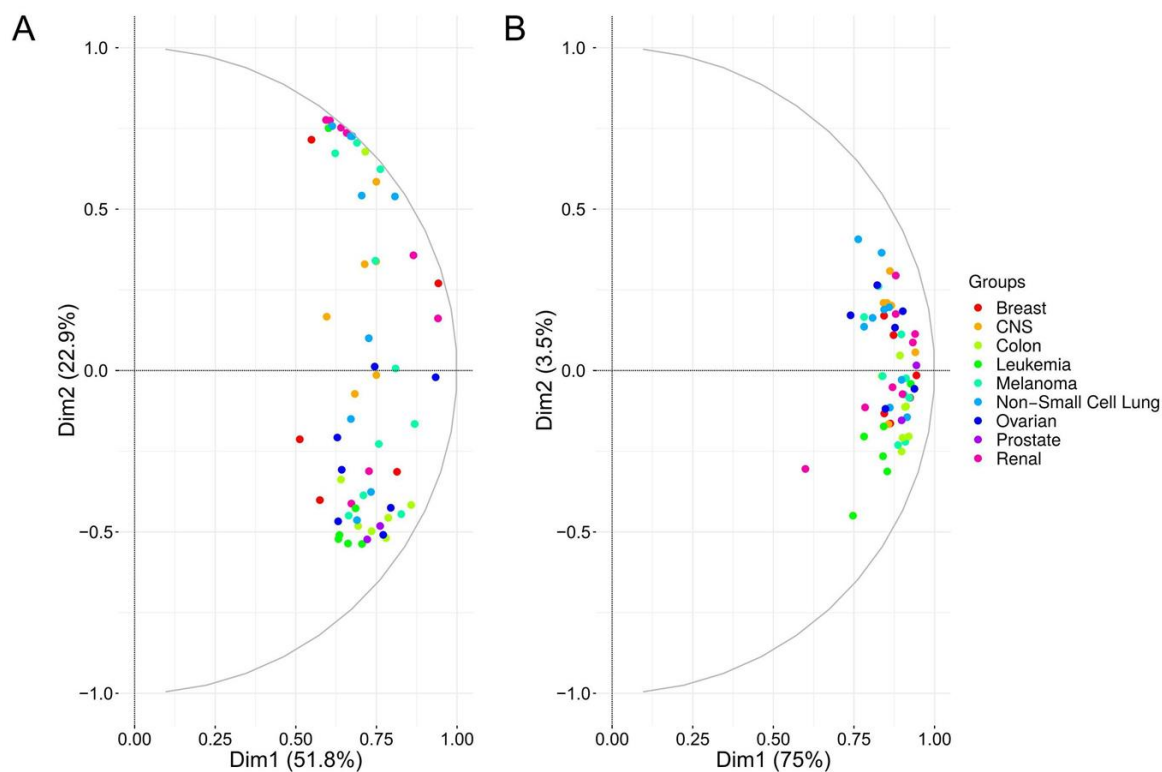 A
B
1.0
0.5
0.0
−0.5
−1.0
Dim2 (22.9%)
0.00 0.25 0.50 0.75 1.00
Dim1 (51.8%)
1.0
0.5
0.0
−0.5
−1.0
Dim2 (3.5%)
0.00 0.25 0.50 0.75 1.00
Dim1 (75%)
Groups
Breast
CNS
Colon
Leukemia
Melanoma
Non−Small Cell Lung
Ovarian
Prostate
Renal